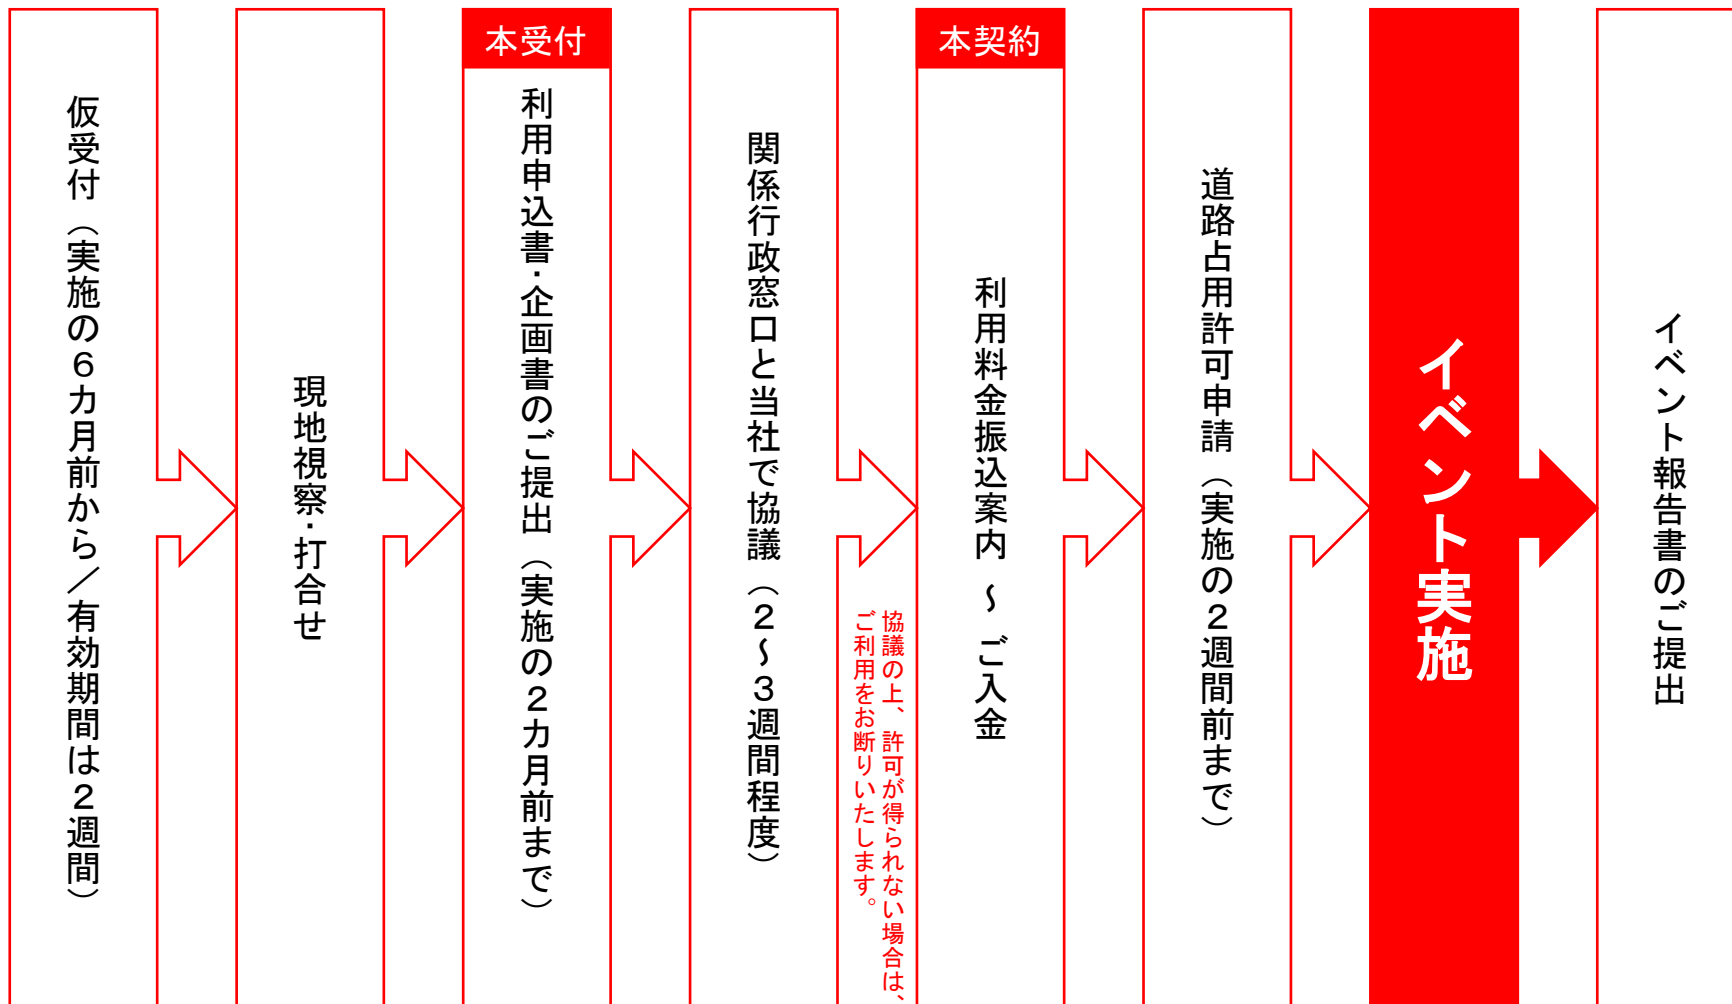 仮受付（実施の６カ月前から／有効期間は２週間）
現地視察・打合せ
本受付
利用申込書・企画書のご提出（実施の２カ月前まで）
関係行政窓口と当社で協議（２～３週間程度）
協議の上、許可が得られない場合は、
ご利用をお断りいたします。
本契約
利用料金振込案内 ～ ご入金
道路占用許可申請（実施の２週間前まで）
イベント実施
イベント報告書のご提出